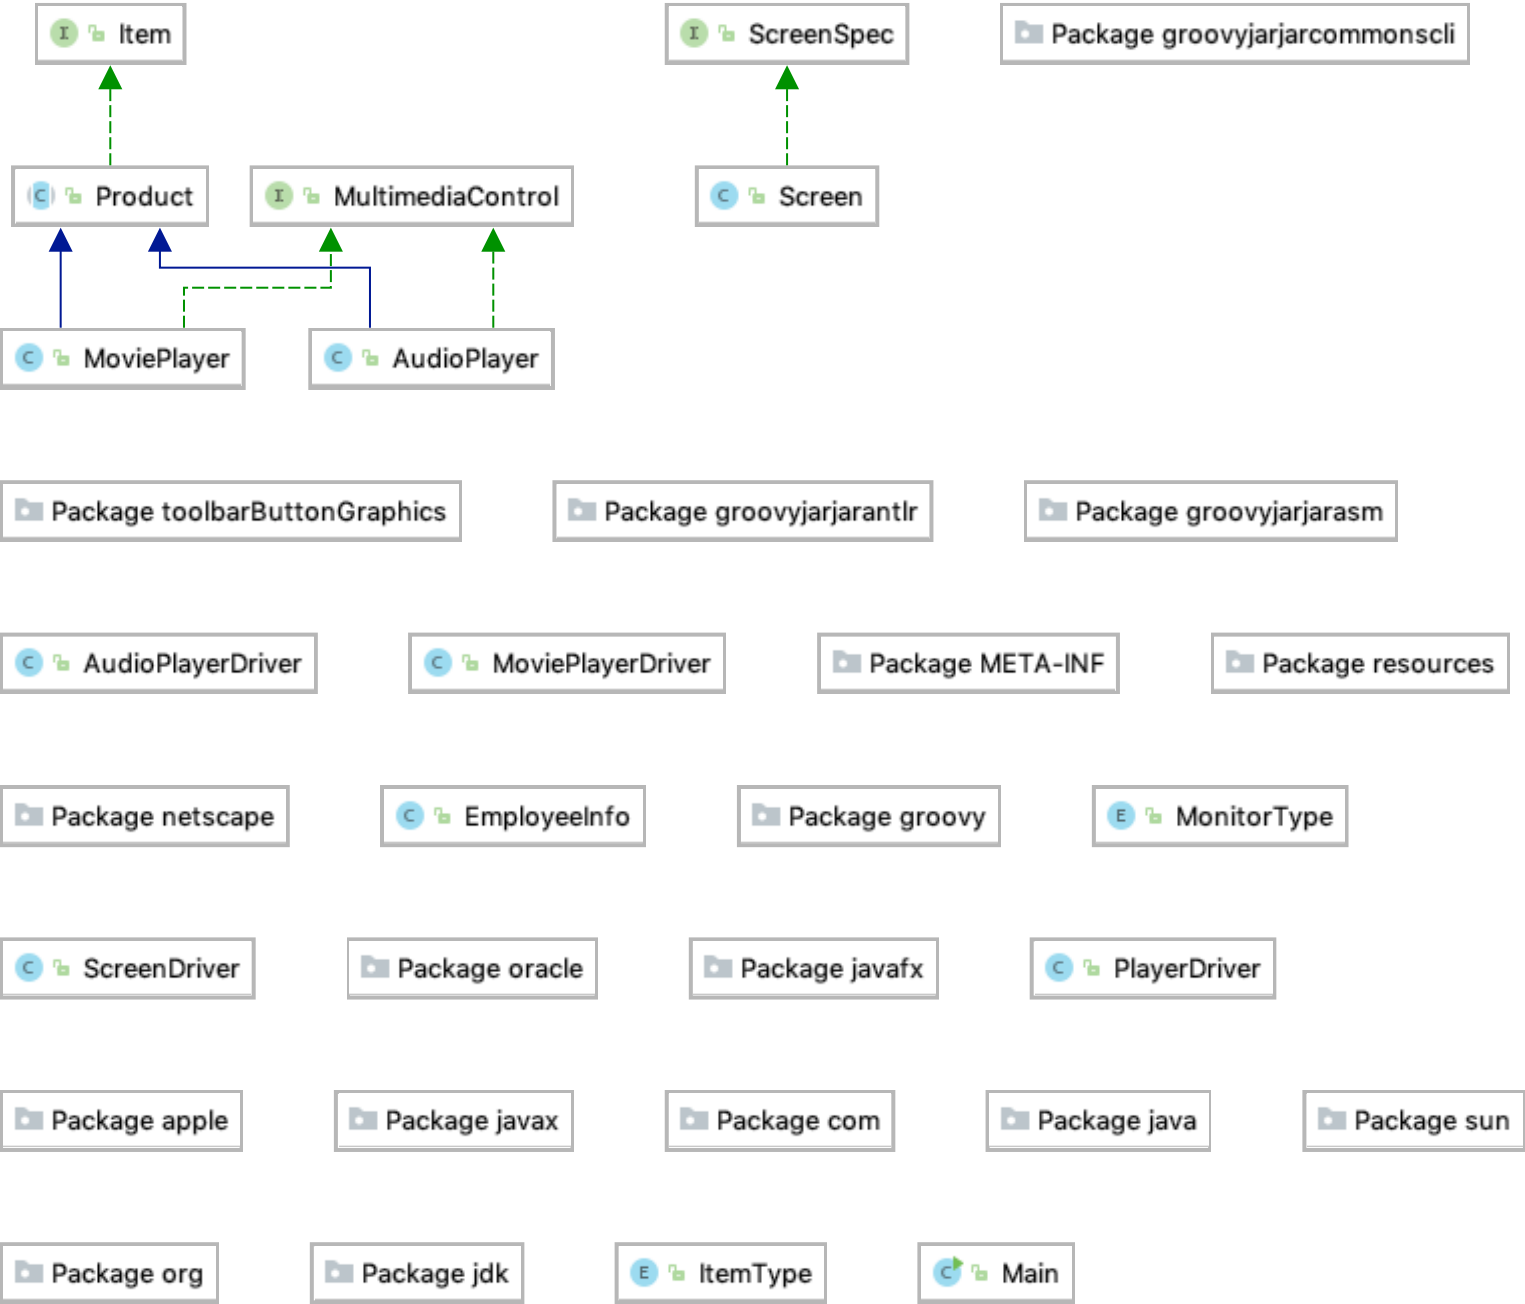 I Item
I ScreenSpec
Package groovyjarjarcommonscli
C Product
I MultimediaControl
C Screen
C MoviePlayer
C AudioPlayer
Package toolbarButtonGraphics
Package groovyjarjarantlr
Package groovyjarjarasm
C AudioPlayerDriver
C MoviePlayerDriver
Package META-INF
Package resources
Package netscape
C EmployeeInfo
Package groovy
E MonitorType
C ScreenDriver
Package oracle
Package javafx
C PlayerDriver
Package apple
Package javax
Package com
Package java
Package sun
Package org
Package jdk
E ItemType
C Main